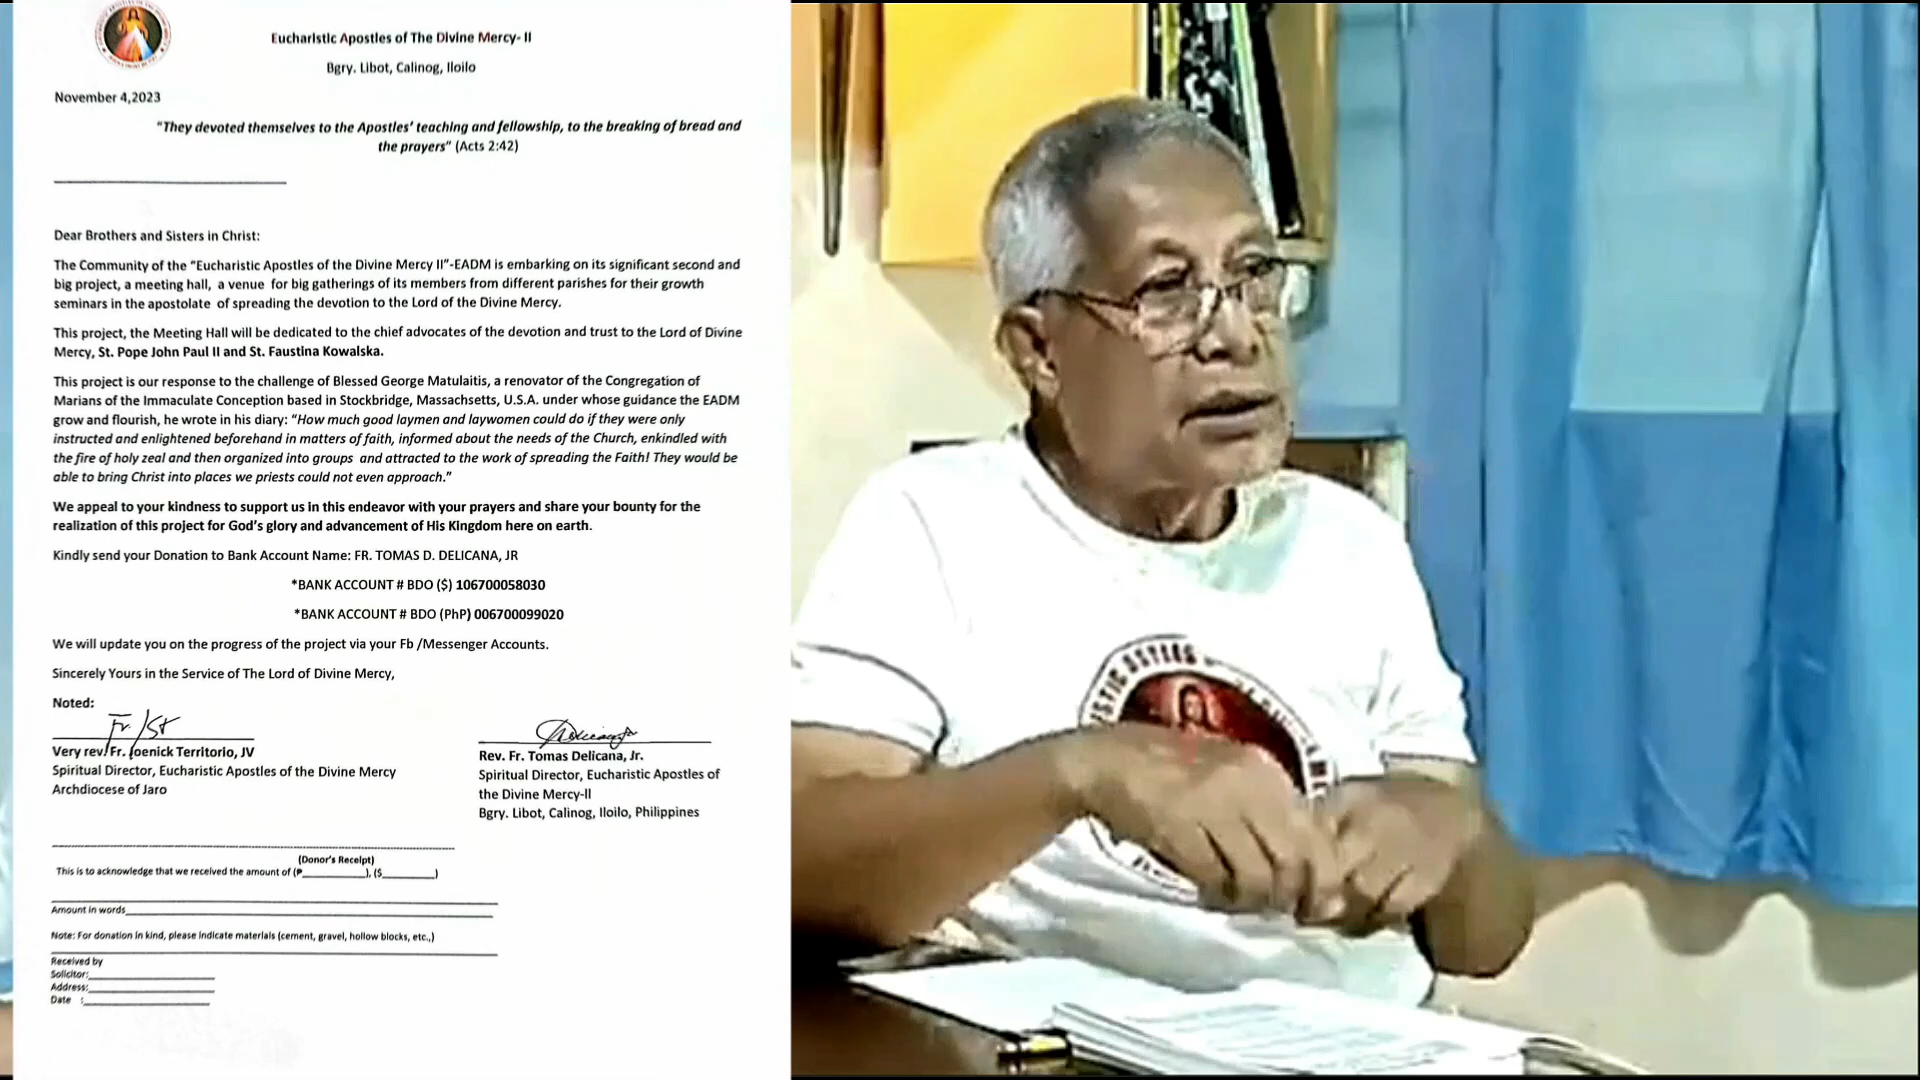 Eucharistic Apostles of The Divine Mercy- II
Bgry. Libot, Calinog, Iloilo
November 4,2023
"They devoted themselves to the Apostles' teaching and fellowship, to the breaking of bread and
the prayers" (Acts 2:42)
Dear Brothers and Sisters in Christ:
The Community of the "Eucharistic Apostles of the Divine Mercy II"-EADM is embarking on its significant second and
big project, a meeting hall, a venue for big gatherings of its members from different parishes for their growth
seminars in the apostolate of spreading the devotion to the Lord of the Divine Mercy.
This project, the Meeting Hall will be dedicated to the chief advocates of the devotion and trust to the Lord of Divine
Mercy, St. Pope John Paul II and St. Faustina Kowalska.
This project is our response to the challenge of Blessed George Matulaitis, a renovator of the Congregation of
Marians of the Immaculate Conception based in Stockbridge, Massachsetts, U.S.A. under whose guidance the EADM
grow and flourish, he wrote in his diary: "How much good laymen and laywomen could do if they were only
instructed and enlightened beforehand in matters of faith, informed about the needs of the Church, enkindled with
the fire of holy zeal and then organized into groups and attracted to the work of spreading the Faith! They would be
able to bring Christ into places we priests could not even approach."
We appeal to your kindness to support us in this endeavor with your prayers and share your bounty for the
realization of this project for God's glory and advancement of His Kingdom here on earth.
Kindly send your Donation to Bank Account Name: FR. TOMAS D. DELICANA, JR
*BANK ACCOUNT # BDO ($) 106700058030
*BANK ACCOUNT # BDO (PhP) 006700099020
We will update you on the progress of the project via your Fb /Messenger Accounts.
Sincerely Yours in the Service of The Lord of Divine Mercy,
Noted:
Very rev. Fr. Joenick Territorio, JV
Spiritual Director, Eucharistic Apostles of the Divine Mercy
Archdiocese of Jaro
Rev. Fr. Tomas Delicana, Jr.
Spiritual Director, Eucharistic Apostles of
the Divine Mercy-II
Bgry. Libot, Calinog, Iloilo, Philippines
(Donor's Receipt)
This is to acknowledge that we received the amount of (₱__________), ($_________)
Amount in words
Note: For donation in kind, please indicate materials (cement, gravel, hollow blocks, etc.,)
Received by
Solicitor:
Address:
Date :